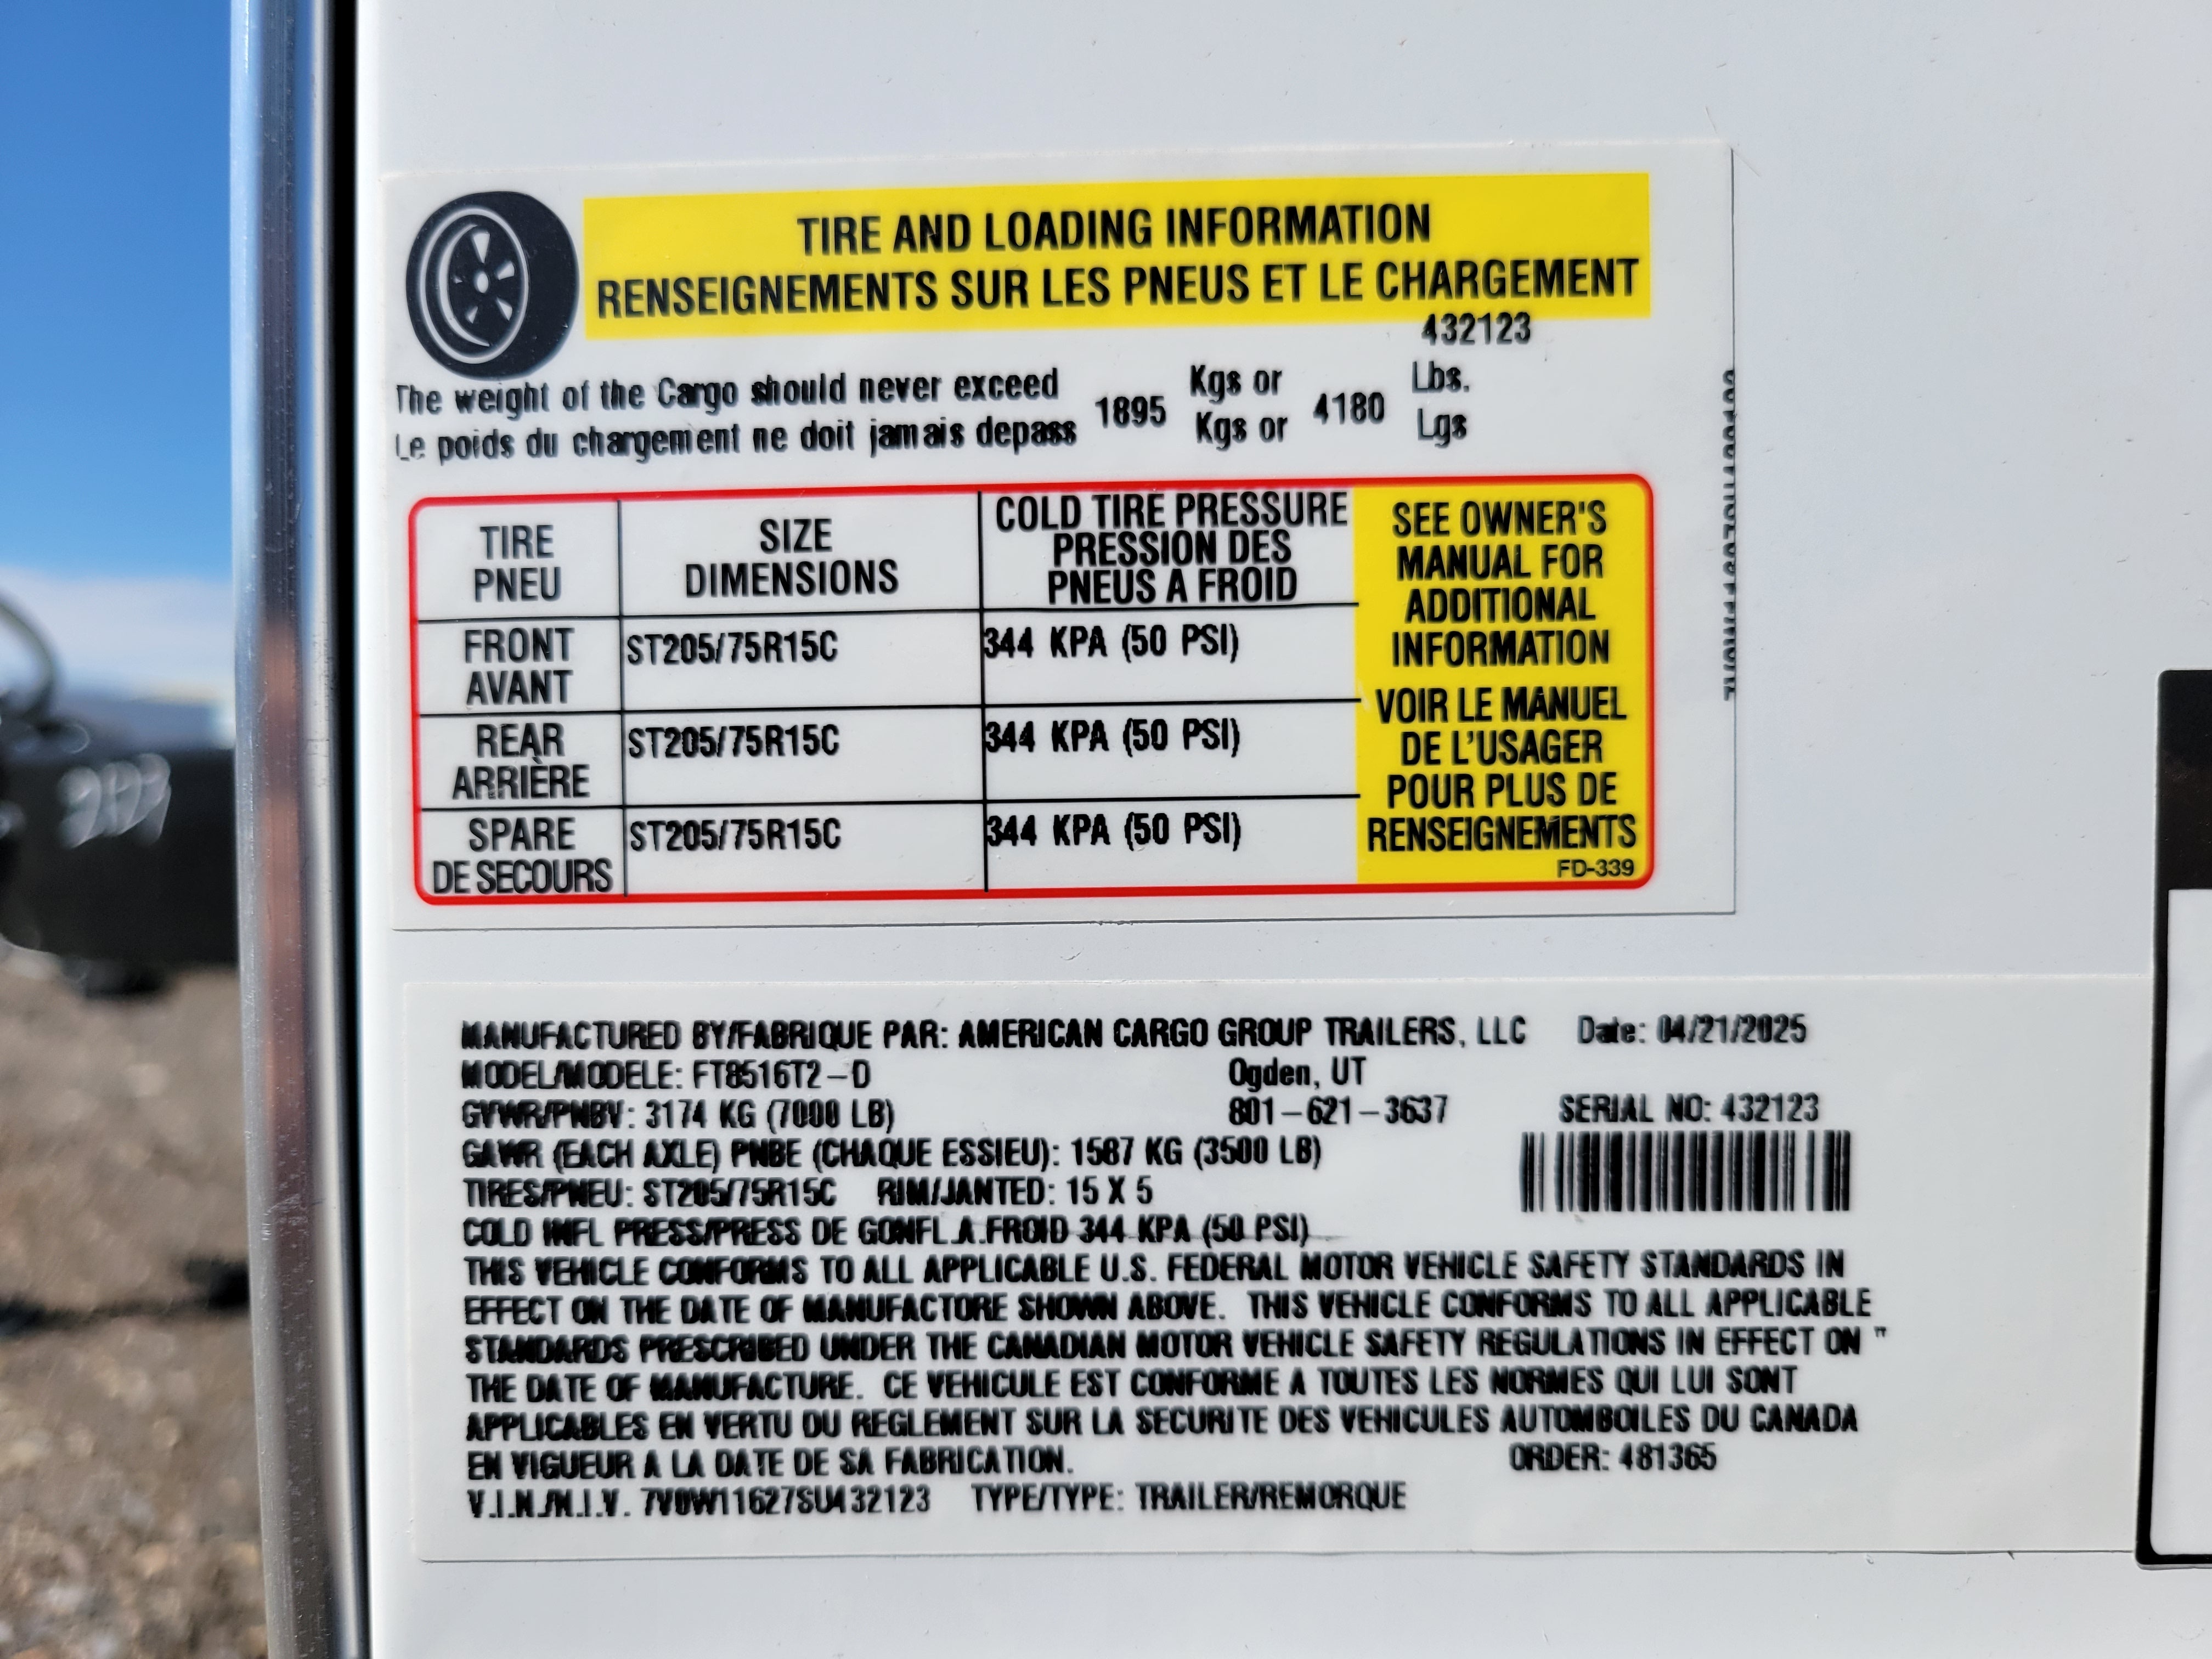 TIRE AND LOADING INFORMATION
RENSEIGNEMENTS SUR LES PNEUS ET LE CHARGEMENT
432123
The weight of the Cargo should never exceed 1895 Kgs or 4180 Lbs.
Le poids du chargement ne doit jamais depass Kgs or Lgs
TIRE PNEU SIZE DIMENSIONS COLD TIRE PRESSURE PRESSION DES PNEUS A FROID
FRONT AVANT ST205/75R15C 344 KPA (50 PSI)
REAR ARRIÈRE ST205/75R15C 344 KPA (50 PSI)
SPARE DE SECOURS ST205/75R15C 344 KPA (50 PSI)
SEE OWNER'S
MANUAL FOR
ADDITIONAL
INFORMATION
VOIR LE MANUEL
DE L'USAGER
POUR PLUS DE
RENSEIGNEMENTS
FD-339
MANUFACTURED BY/FABRIQUE PAR: AMERICAN CARGO GROUP TRAILERS, LLC Date: 04/21/2025
MODEL/MODELE: FT8516T2-D Ogden, UT
GVWR/PNBV: 3174 KG (7000 LB) 801-621-3637 SERIAL NO: 432123
GAWR (EACH AXLE) PNBE (CHAQUE ESSIEU): 1587 KG (3500 LB)
TIRES/PNEU: ST205/75R15C RIM/JANTED: 15 X 5
COLD INFL PRESS/PRESS DE GONFL.A.FROID 344 KPA (50 PSI)
THIS VEHICLE CONFORMS TO ALL APPLICABLE U.S. FEDERAL MOTOR VEHICLE SAFETY STANDARDS IN
EFFECT ON THE DATE OF MANUFACTORE SHOWN ABOVE. THIS VEHICLE CONFORMS TO ALL APPLICABLE
STANDARDS PRESCRIBED UNDER THE CANADIAN MOTOR VEHICLE SAFETY REGULATIONS IN EFFECT ON "
THE DATE OF MANUFACTURE. CE VEHICULE EST CONFORME A TOUTES LES NORMES QUI LUI SONT
APPLICABLES EN VERTU DU REGLEMENT SUR LA SECURITE DES VEHICULES AUTOMBOILES DU CANADA
EN VIGUEUR A LA DATE DE SA FABRICATION. ORDER: 481365
V.I.N./N.I.V. 7V0W11627SU432123 TYPE/TYPE: TRAILER/REMORQUE